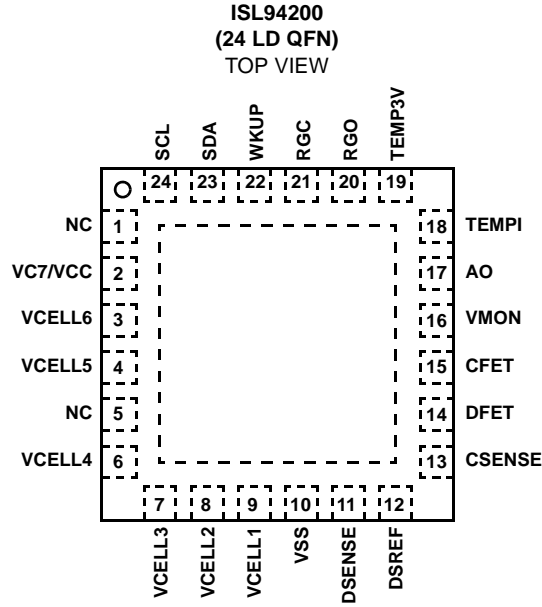 ISL94200
(24 LD QFN)
TOP VIEW
SCL
SDA
WKUP
RGC
RGO
TEMP3V
24 23 22 21 20 19
NC 1
VC7/VCC 2
VCELL6 3
VCELL5 4
NC 5
VCELL4 6
18 TEMPI
17 AO
16 VMON
15 CFET
14 DFET
13 CSENSE
7 8 9 10 11 12
VCELL3
VCELL2
VCELL1
VSS
DSENSE
DSREF